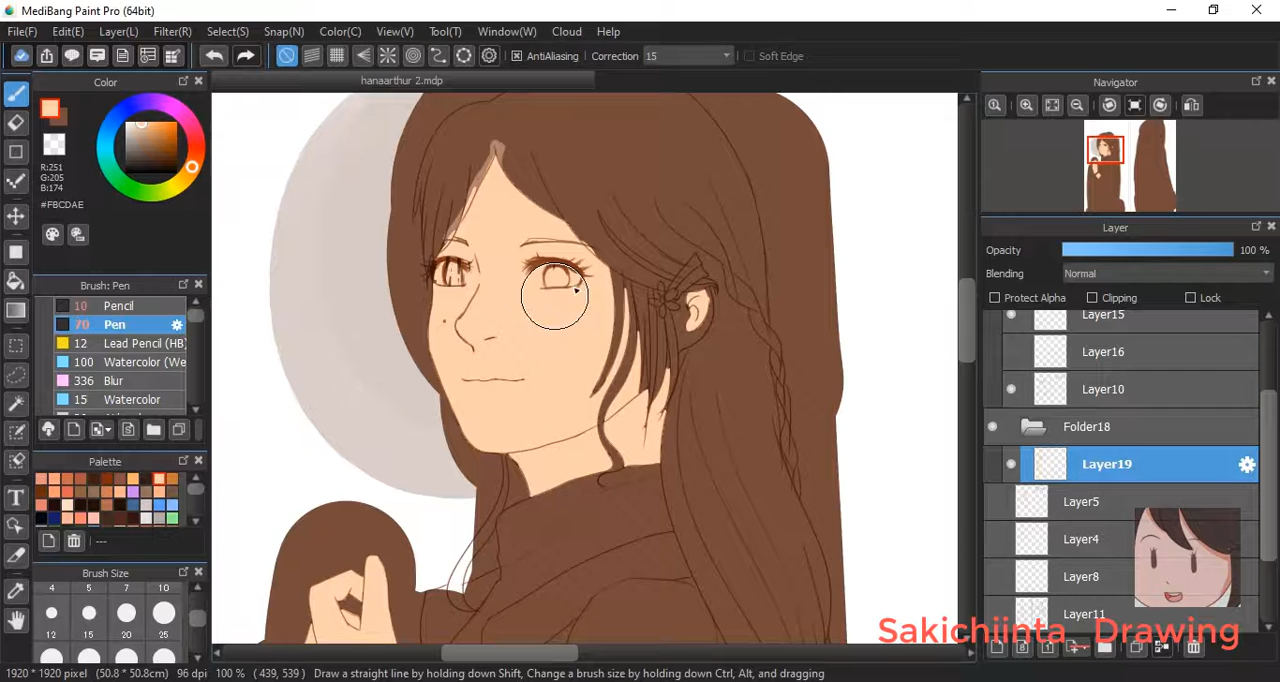 MediBang Paint Pro (64bit)
File(F) Edit(E) Layer(L) Filter(R) Select(S) Snap(N) Color(C) View(V) Tool(T) Window(W) Cloud Help
AntiAliasing Correction 15 Soft Edge
Color
hanaarthur 2.mdp
Navigator
R:251
G:205
B:174
#FBCDAE
Layer
Opacity 100 %
Blending Normal
Protect Alpha Clipping Lock
Brush: Pen
10 Pencil
70 Pen
12 Lead Pencil (HB)
100 Watercolor (We
336 Blur
15 Watercolor
Layer15
Layer16
Layer10
Folder18
Layer19
Layer5
Layer4
Layer8
Layer11
Palette
---
Brush Size
4 5 7 10
12 15 20 25
Sakichiinta Drawing
1920 * 1920 pixel (50.8 * 50.8cm) 96 dpi 100 % ( 439, 539 ) Draw a straight line by holding down Shift, Change a brush size by holding down Ctrl, Alt, and dragging